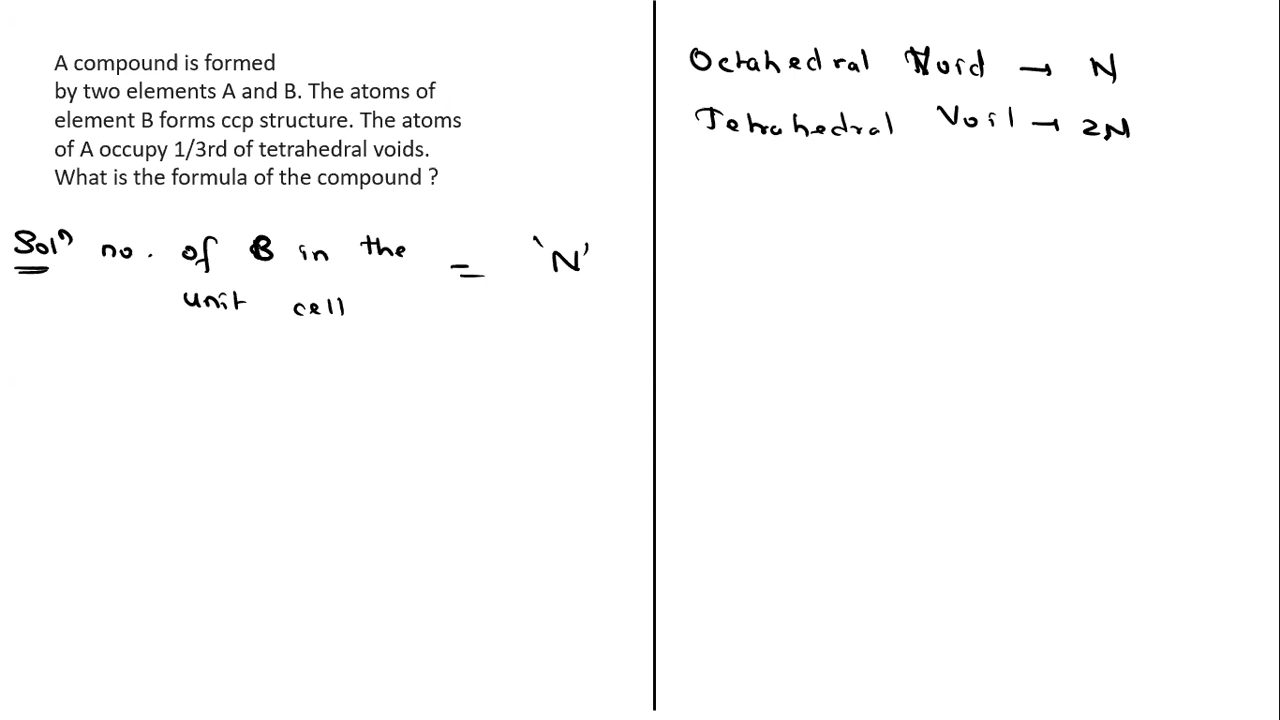 A compound is formed
by two elements A and B. The atoms of
element B forms ccp structure. The atoms
of A occupy 1/3rd of tetrahedral voids.
What is the formula of the compound ?
Solⁿ no. of B in the = 'N'
unit cell
Octahedral Void → N
Tetrahedral Void → 2N